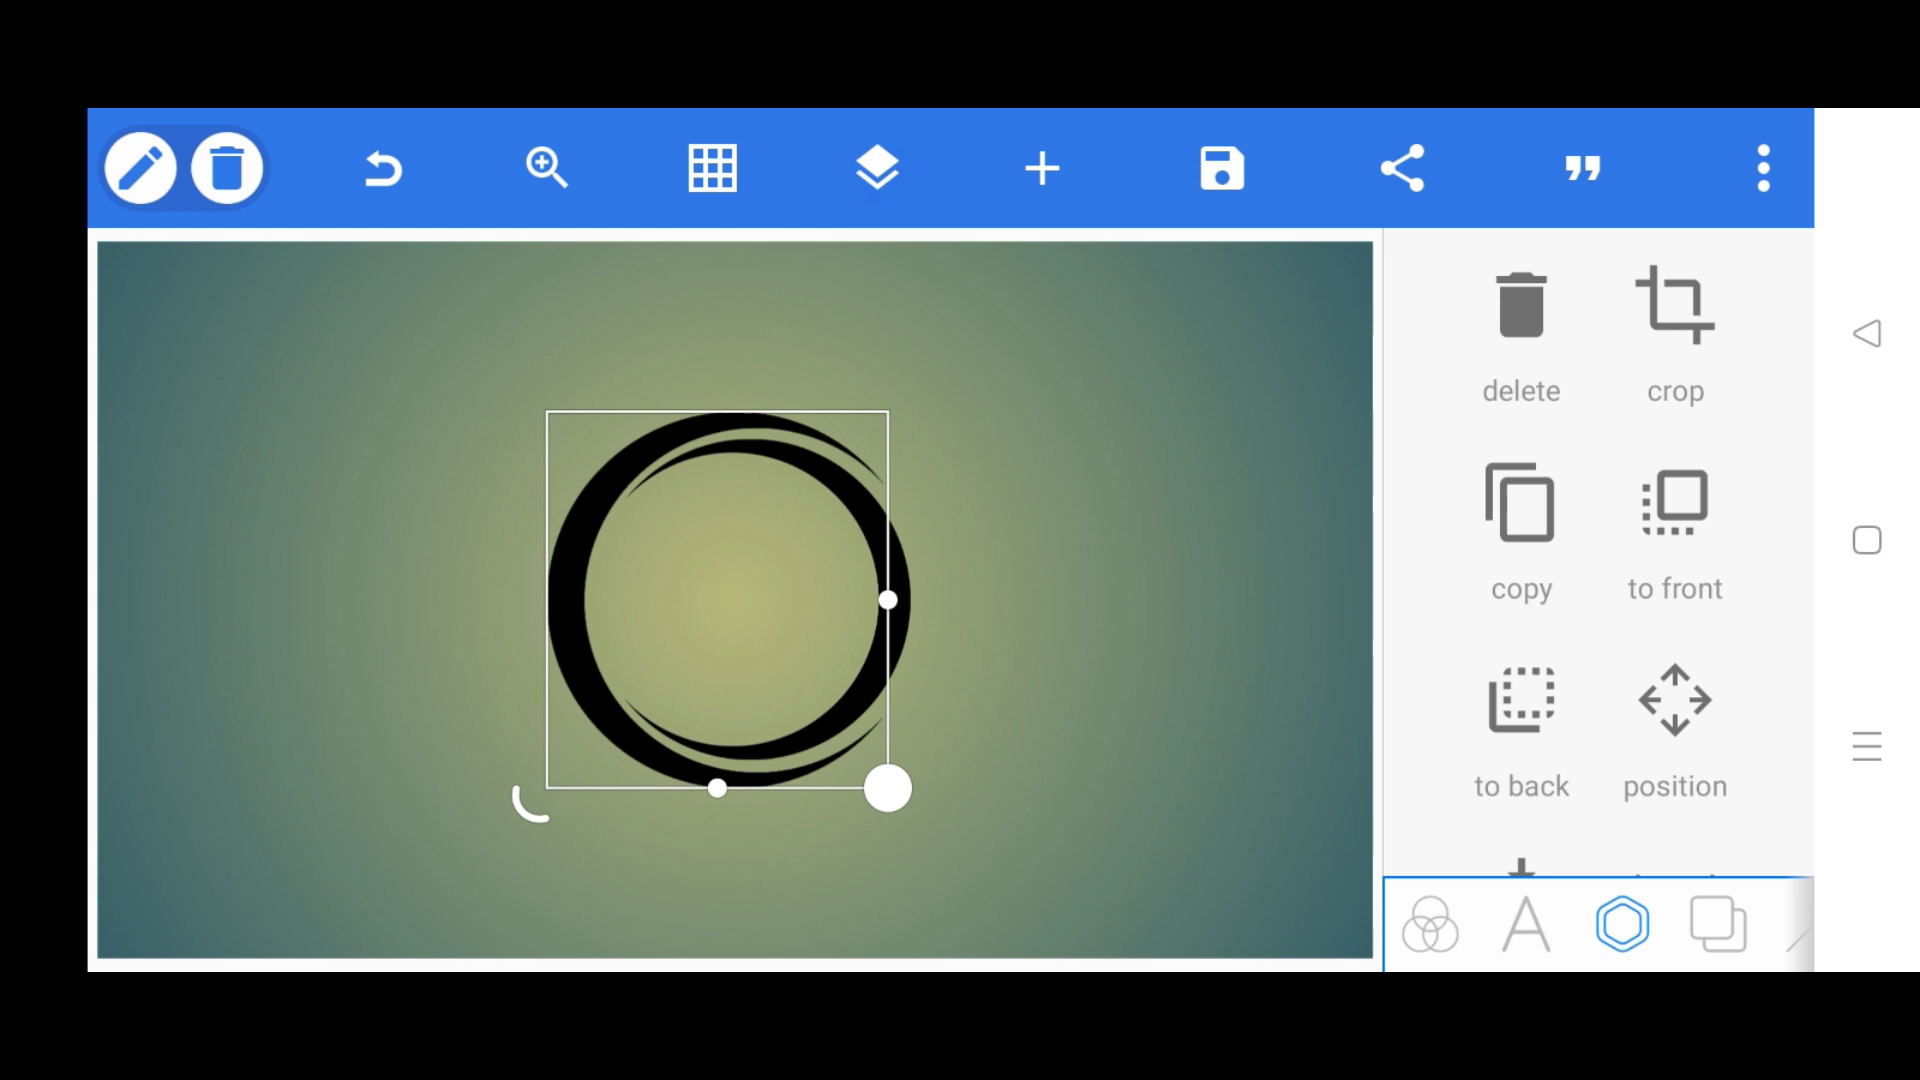 delete
crop
copy
to front
to back
position